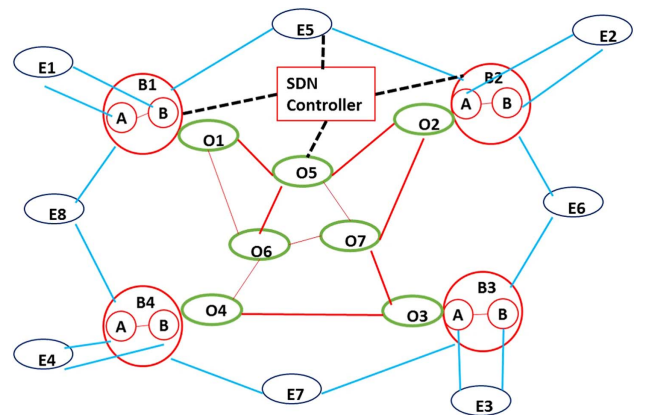 E5
E2
E1
B1
B2
SDN
Controller
A
B
A
B
O1
O2
O5
E8
E6
O6
O7
B4
B3
A
B
O4
O3
A
B
E4
E7
E3